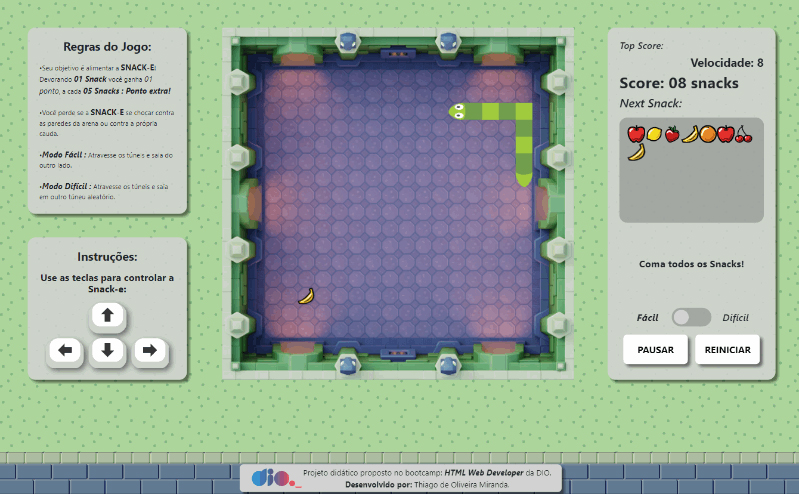 Regras do Jogo:
•Seu objetivo é alimentar a SNAK-E:
Devorando 01 Snack você ganha 01
ponto, a cada 05 Snacks : Ponto extra!
•Você perde se a SNAKE-E se chocar contra
as paredes da arena ou contra a própria
cauda.
•Modo Fácil : Atravesse os túneis e saia do
outro lado.
•Modo Difícil : Atravesse os túneis e saia
em outro túneu aleatório.
Instruções:
Use as teclas para controlar a
Snack-e:
Top Score:
Velocidade: 8
Score: 08 snacks
Next Snack:
Coma todos os Snacks!
Fácil Difícil
PAUSAR REINICIAR
DIO_
Projeto didático proposto no bootcamp: HTML Web Developer da DIO.
Desenvolvido por: Thiago de Oliveira Miranda.